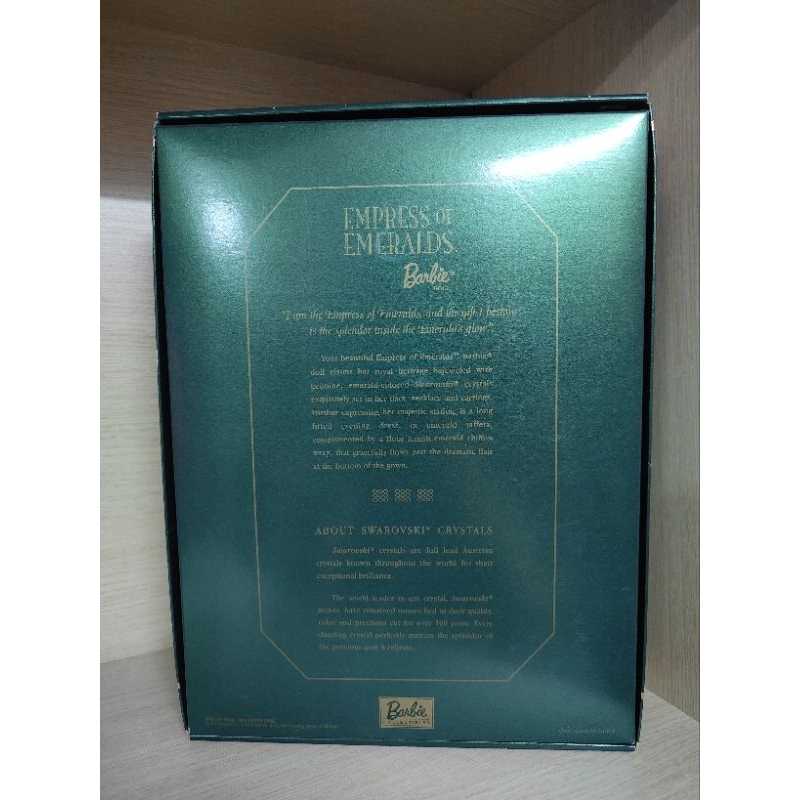 EMPRESS OF
EMERALDS
Barbie®
DOLL
"I am the Empress of Emeralds, and the gift I bestow
is the splendor inside the Emerald's glow."
Your beautiful Empress of Emeralds™ Barbie®
doll claims her royal heritage bejeweled with
genuine, emerald-colored Swarovski® crystals
exquisitely set in her tiara, necklace and earrings.
Further expressing her majestic station, is a long
fitted evening dress, in emerald taffeta,
complimented by a floor length emerald chiffon
wrap, that gracefully flows past the dramatic flair
at the bottom of the gown.
ABOUT SWAROVSKI® CRYSTALS
Swarovski® crystals are full lead Austrian
crystals known throughout the world for their
exceptional brilliance.
The world leader in cut crystal, Swarovski®
stones have remained unmatched in their quality,
color and precision cut for over 100 years. Every
dazzling crystal perfectly mirrors the splendor of
the precious gem it reflects.
Barbie
COLLECTIBLES